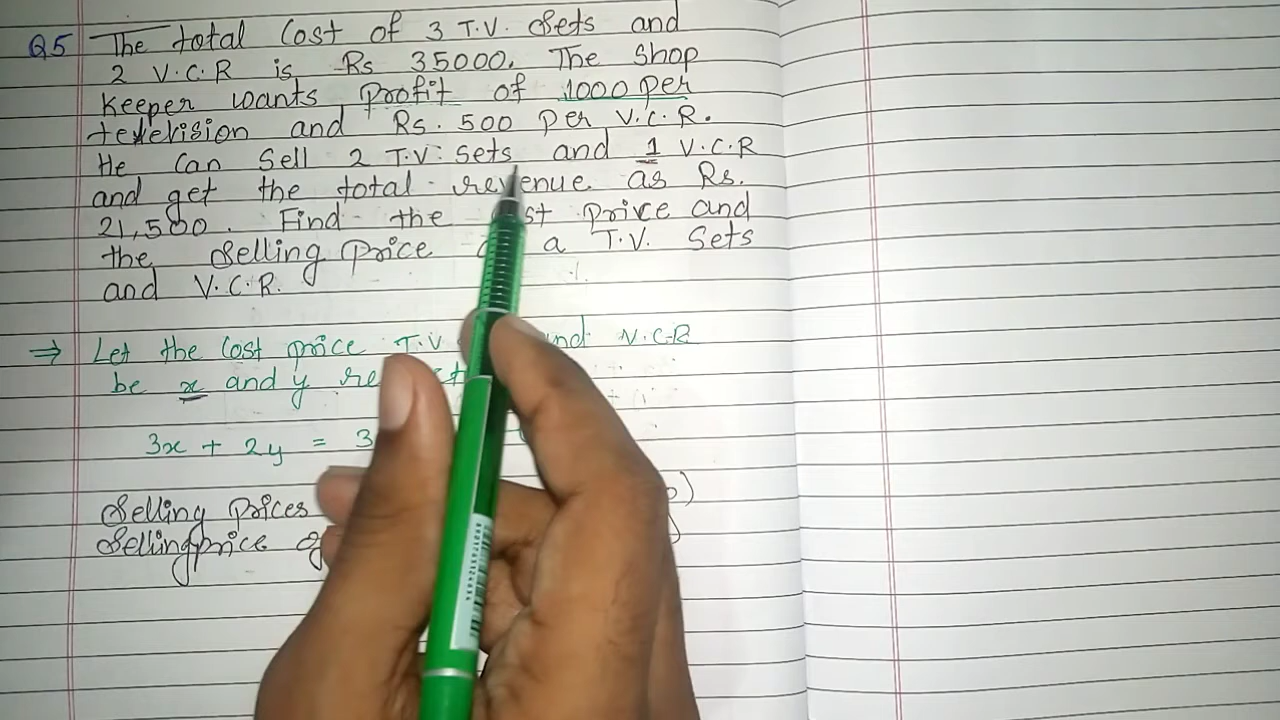 Q5 The total Cost of 3 T.V. Sets and
2 V.C.R is Rs 35000. The Shop
Keeper wants Profit of 1000 per
television and Rs. 500 per V.C.R.
He Can Sell 2 T.V. Sets and 1 V.C.R
and get the total revenue as Rs.
21,500. Find the price and
the Selling price a T.V. Sets
and V.C.R.
⇒ Let the Cost price T.V V.C.R
be x and y
3x + 2y = 3
Selling Prices
Selling price